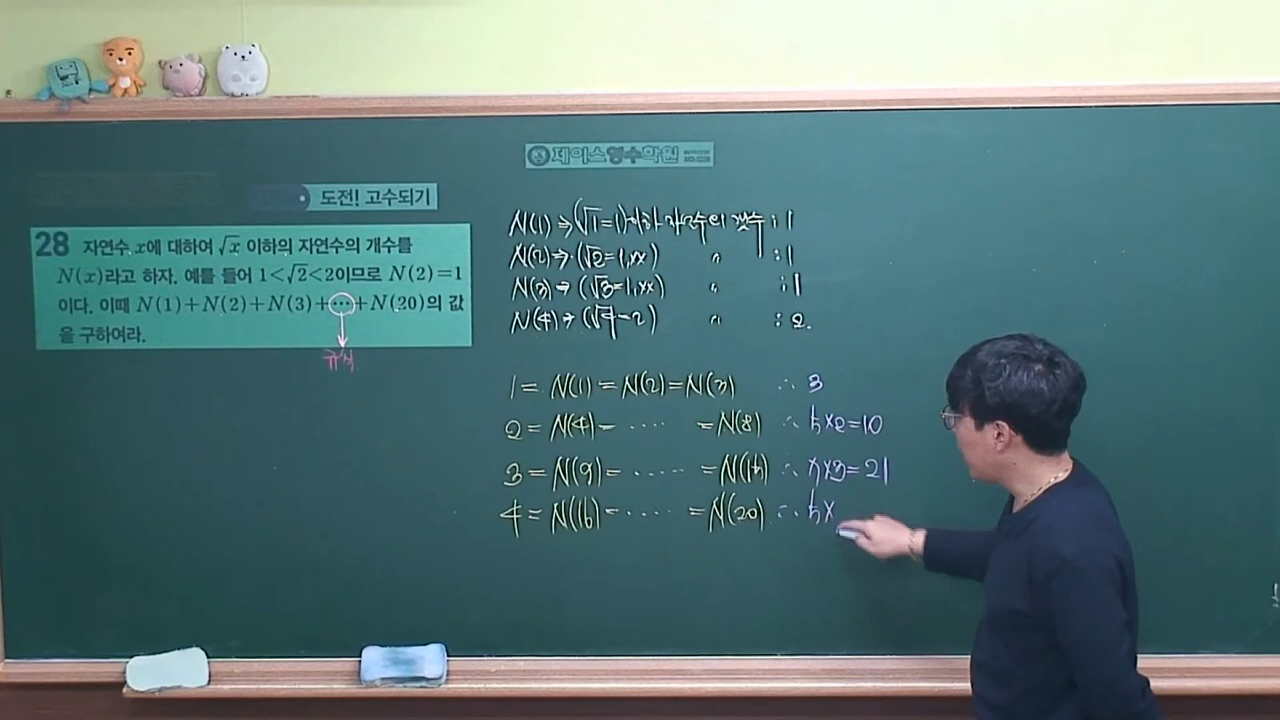 제이스영수학원
도전! 고수되기
28 자연수 x에 대하여 √x 이하의 자연수의 개수를
N(x)라고 하자. 예를 들어 1<√2<2이므로 N(2)=1
이다. 이때 N(1)+N(2)+N(3)+⋯+N(20)의 값
을 구하여라.
규칙
N(1) ⇒ (√1=1)이하 자연수의 갯수 : 1
N(2) → (√2=1.xx) 〃 : 1
N(3) → (√3=1.xx) 〃 : 1
N(4) → (√4=2) 〃 : 2.
1 = N(1) = N(2) = N(3) ∴ 3
2 = N(4) = ···· = N(8) ∴ 5×2=10
3 = N(9) = ······ = N(15) ∴ 7×3=21
4 = N(16) = ····· = N(20) ∴ 5×